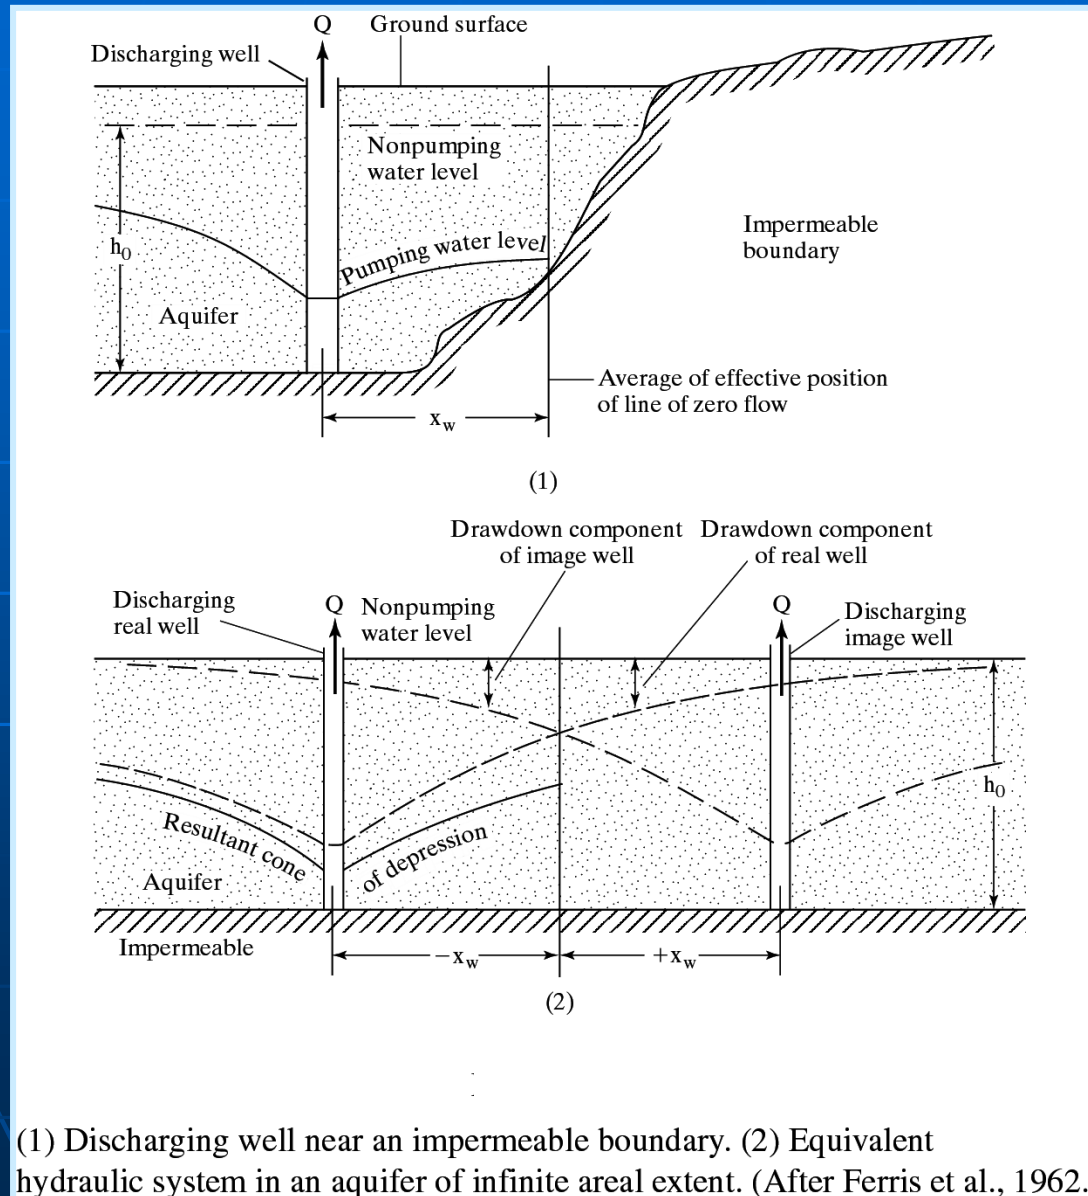 Q
Ground surface
Discharging well
Nonpumping
water level
h0
Pumping water level
Impermeable
boundary
Aquifer
Average of effective position
of line of zero flow
xw
(1)
Drawdown component
of image well
Drawdown component
of real well
Discharging
real well
Q
Nonpumping
water level
Q
Discharging
image well
h0
Resultant cone
of depression
Aquifer
Impermeable
−xw
+xw
(2)
(1) Discharging well near an impermeable boundary. (2) Equivalent
hydraulic system in an aquifer of infinite areal extent. (After Ferris et al., 1962.